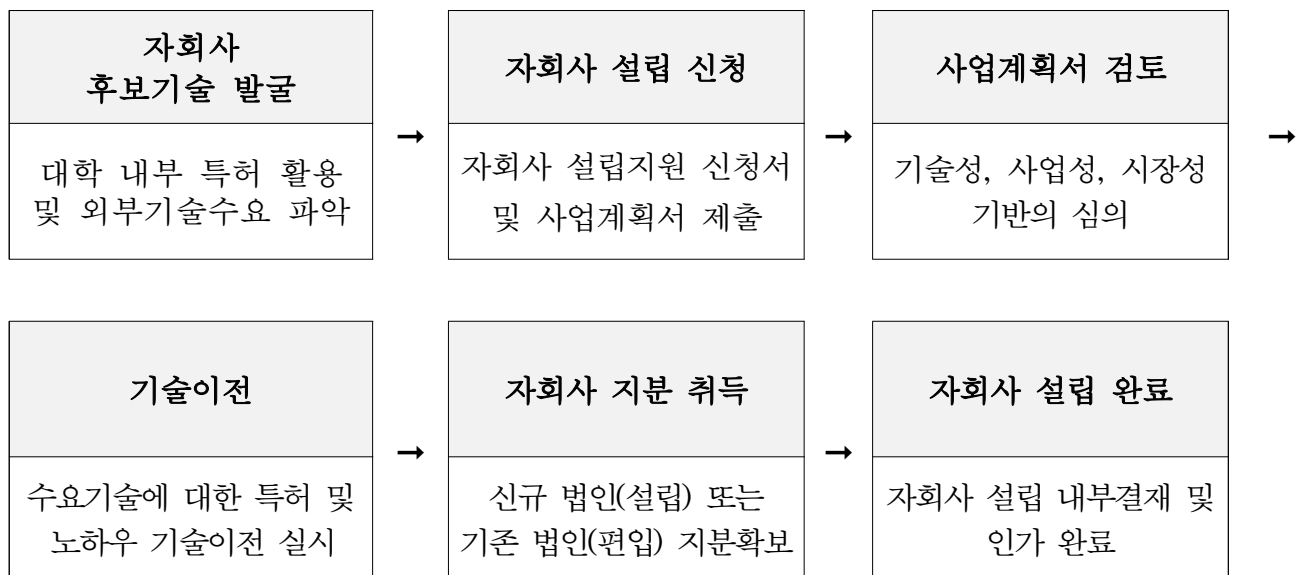 자회사
후보기술 발굴
대학 내부 특허 활용
및 외부기술수요 파악
→
자회사 설립 신청
자회사 설립지원 신청서
및 사업계획서 제출
→
사업계획서 검토
기술성, 사업성, 시장성
기반의 심의
→
기술이전
수요기술에 대한 특허 및
노하우 기술이전 실시
→
자회사 지분 취득
신규 법인(설립) 또는
기존 법인(편입) 지분확보
→
자회사 설립 완료
자회사 설립 내부결재 및
인가 완료